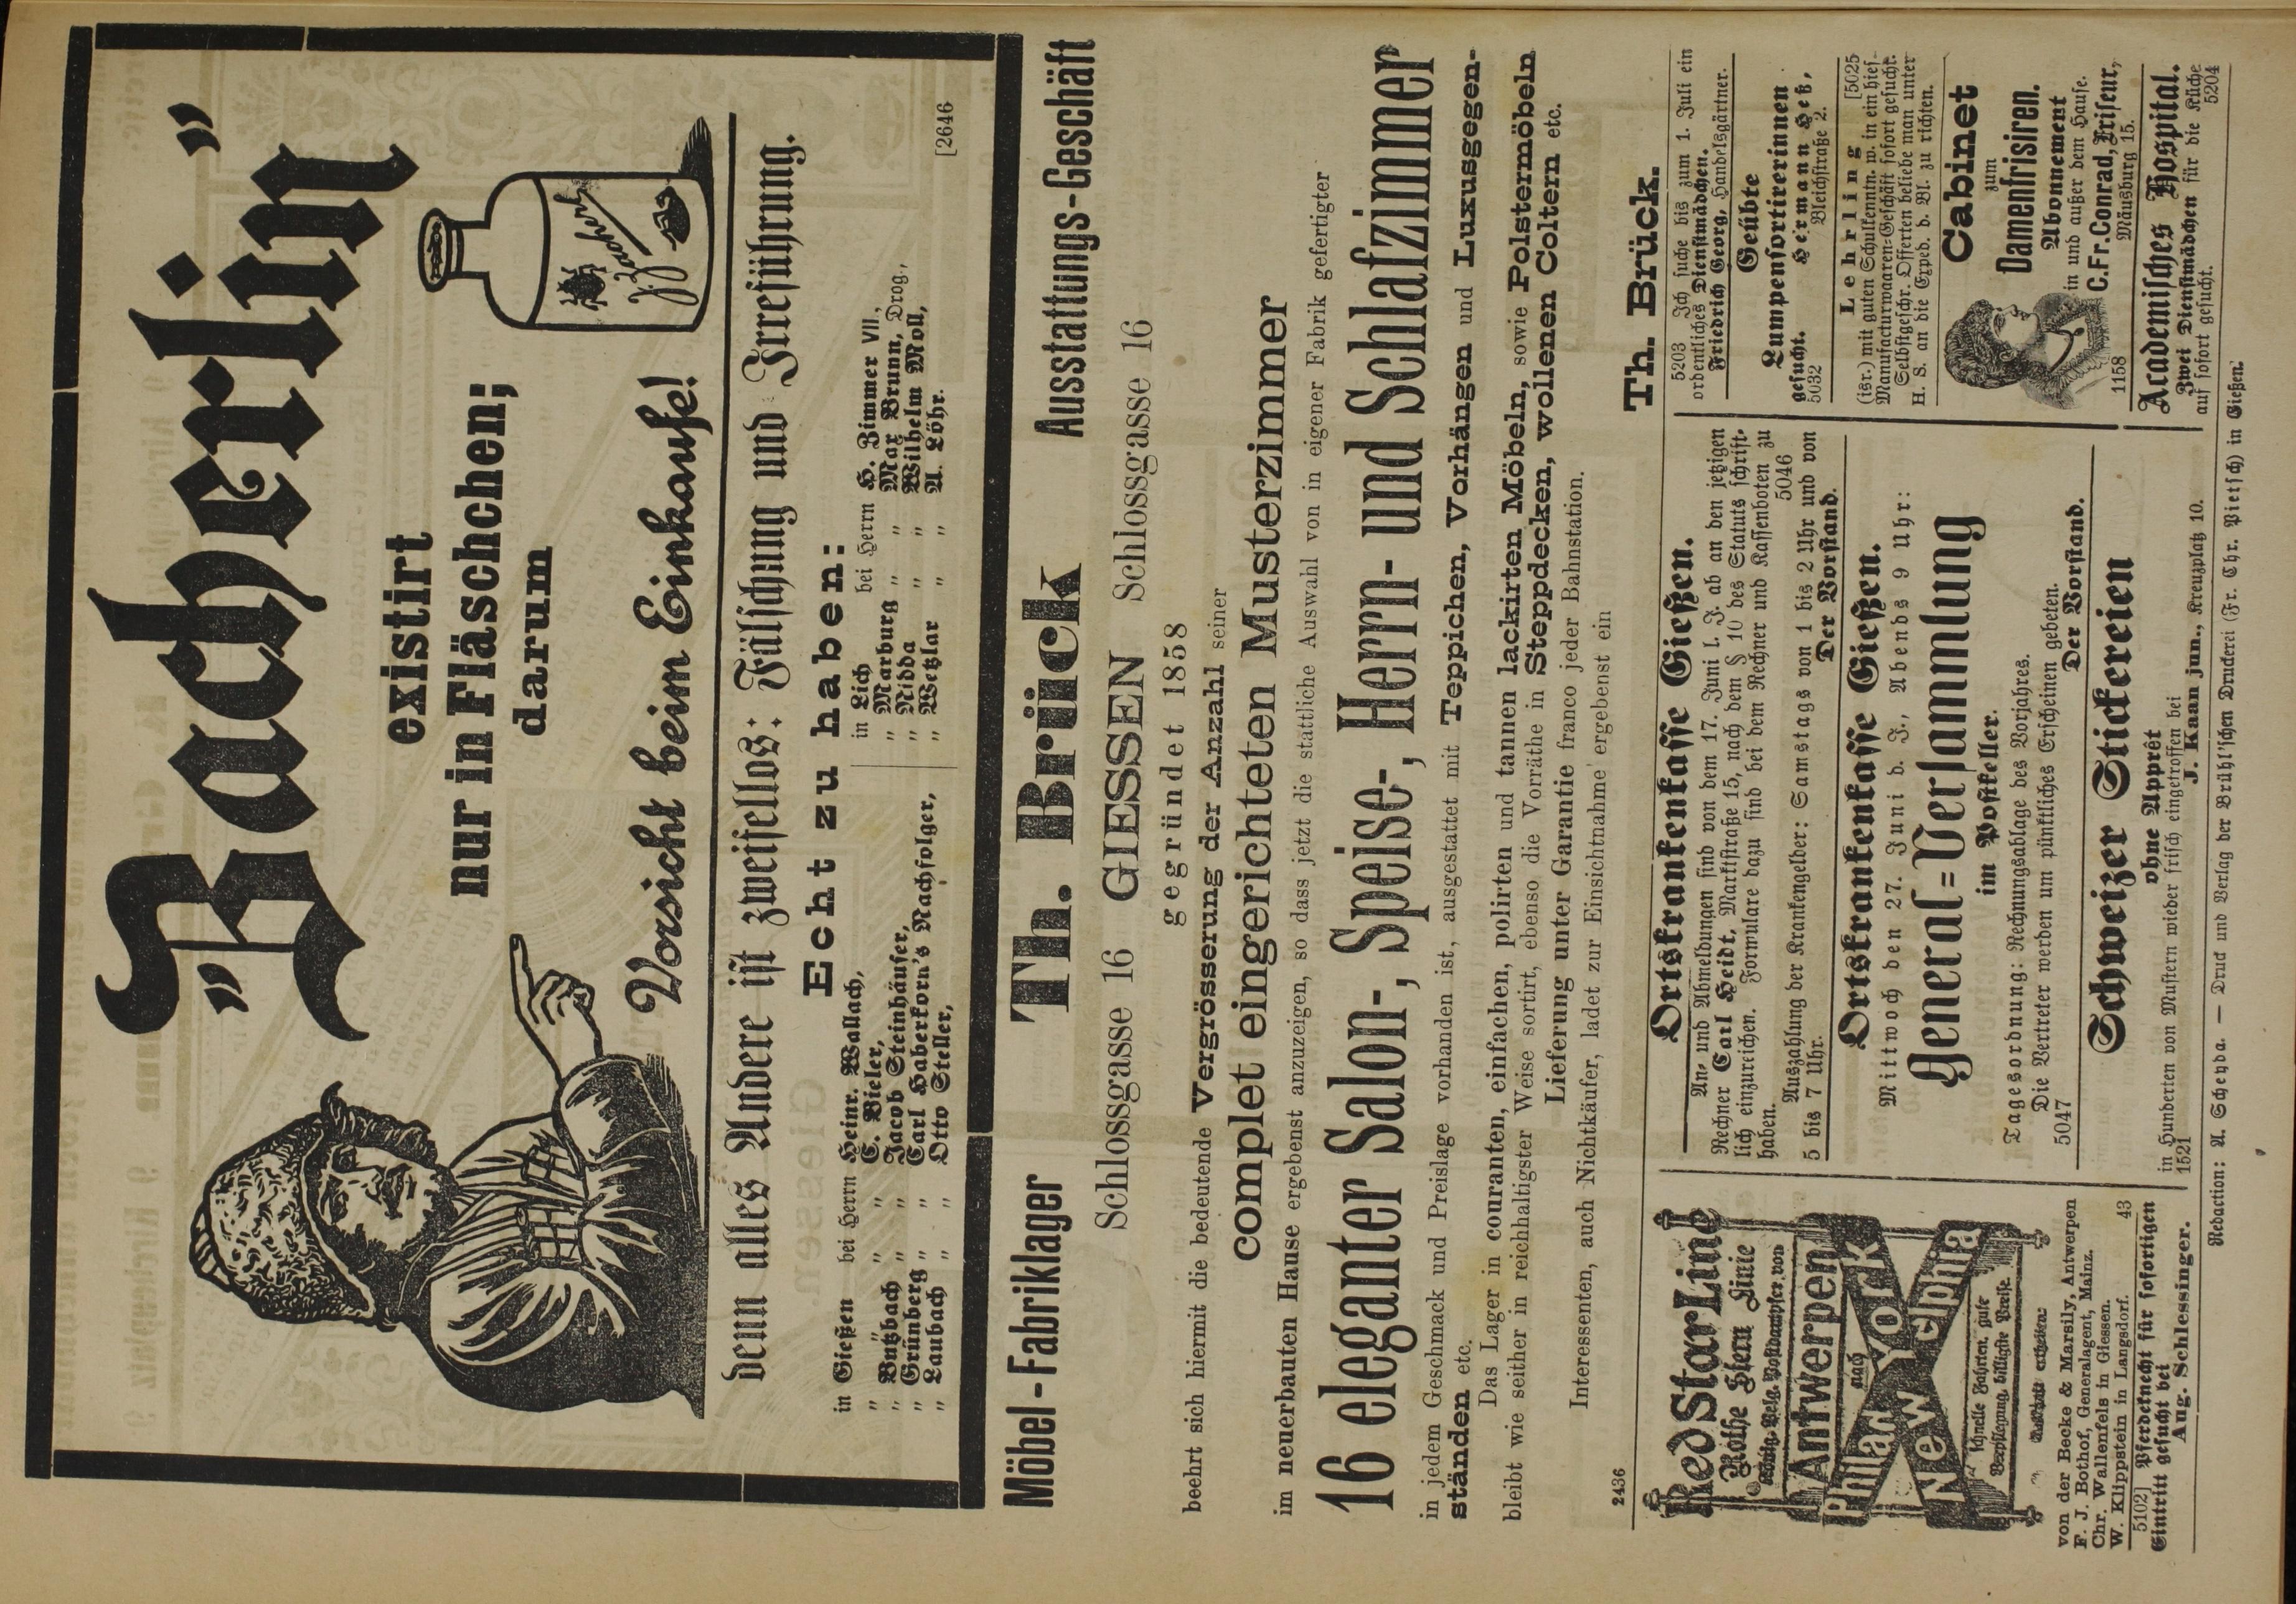 „Zacherlin"
existirt
nur in Fläschchen;
darum
Vorsicht beim Einkaufe!
J. Zacherl
denn alles Andere ist zweifellos: Fälschung und Irreführung.
Echt zu haben:
in Gießen bei Herrn Heinr. Wallach,
„ „ „ C. Bieler,
„ Butzbach „ „ Jacob Steinhäuser,
„ Grünberg „ „ Carl Haberkorn's Nachfolger,
„ Laubach „ „ Otto Steller,
in Lich bei Herrn H. Zimmer VII.,
„ Marburg „ „ Max Brunn, Drog.,
„ Nidda „ „ Wilhelm Moll,
„ Wetzlar „ „ A. Löhr.
[2646
Möbel-Fabriklager Th. Brück Ausstattungs-Geschäft
Schlossgasse 16 GIESSEN Schlossgasse 16
gegründet 1858
beehrt sich hiermit die bedeutende Vergrösserung der Anzahl seiner
complet eingerichteten Musterzimmer
im neuerbauten Hause ergebenst anzuzeigen, so dass jetzt die stattliche Auswahl von in eigener Fabrik gefertigter
16 eleganter Salon-, Speise-, Herrn- und Schlafzimmer
in jedem Geschmack und Preislage vorhanden ist, ausgestattet mit Teppichen, Vorhängen und Luxusgegen-
ständen etc.
Das Lager in couranten, einfachen, polirten und tannen lackirten Möbeln, sowie Polstermöbeln
bleibt wie seither in reichhaltigster Weise sortirt, ebenso die Vorräthe in Steppdecken, wollenen Coltern etc.
Lieferung unter Garantie franco jeder Bahnstation.
Interessenten, auch Nichtkäufer, ladet zur Einsichtnahme ergebenst ein
2436 Th. Brück.
Red Star Line
Rothe Stern Linie
Königl. Belg. Postdampfer von
Antwerpen
nach
Philadelphia
New York
Schnelle Fahrten, gute
Verpflegung, billigste Preise.
Auskunft ertheilen:
von der Becke & Marsily, Antwerpen
F. J. Bothof, Generalagent, Mainz.
Chr. Wallenfels in Giessen.
W. Klippstein in Langsdorf. 43
5102] Pferdeknecht für sofortigen
Eintritt gesucht bei
Aug. Schlessinger.
Ortskrankenkasse Gießen.
An- und Abmeldungen sind von dem 17. Juni l. J. ab an den jetzigen
Rechner Carl Heidt, Marktstraße 15, nach dem § 10 des Statuts schrift-
lich einzureichen. Formulare dazu sind bei dem Rechner und Kassenboten zu
haben. 5046
Auszahlung der Krankengelder: Samstags von 1 bis 2 Uhr und von
5 bis 7 Uhr. Der Vorstand.
Ortskrankenkasse Gießen.
Mittwoch den 27. Juni d. J., Abends 9 Uhr:
General-Versammlung
im Postkeller.
Tagesordnung: Rechnungsablage des Vorjahres.
Die Vertreter werden um pünktliches Erscheinen gebeten.
5047 Der Vorstand.
Schweizer Stickereien
ohne Apprêt
in Hunderten von Mustern wieder frisch eingetroffen bei
1521 J. Kaan jun., Kreuzplatz 10.
5203 Ich suche bis zum 1. Juli ein
ordentliches Dienstmädchen.
Friedrich Georg, Handelsgärtner.
Geübte
Lumpensortirerinnen
gesucht. Hermann Heß,
5032 Bleichstraße 2.
Lehrling [5025
(isr.) mit guten Schulkenntn. w. in ein hies.
Manufacturwaaren-Geschäft sofort gesucht.
Selbstgeschr. Offerten beliebe man unter
H. S. an die Exped. d. Bl. zu richten.
Cabinet
zum
Damenfrisiren.
Abonnement
in und außer dem Hause.
C. Fr. Conrad, Friseur,
1158 Mäusburg 15.
Academisches Hospital.
Zwei Dienstmädchen für die Küche
auf sofort gesucht. 5204
Redaction: A. Scheyda. — Druck und Verlag der Brühl'schen Druckerei (Fr. Chr. Pietsch) in Gießen.